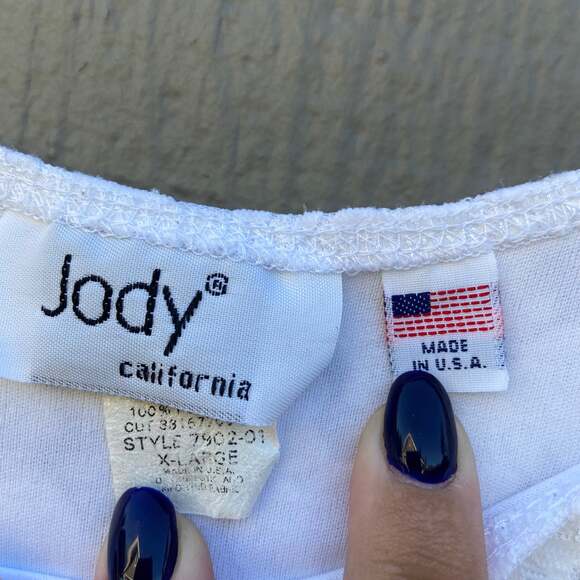 Jody®
california
MADE
IN U.S.A.
100%
CUT
STYLE 7902-01
X-LARGE
MADE IN U.S.A.